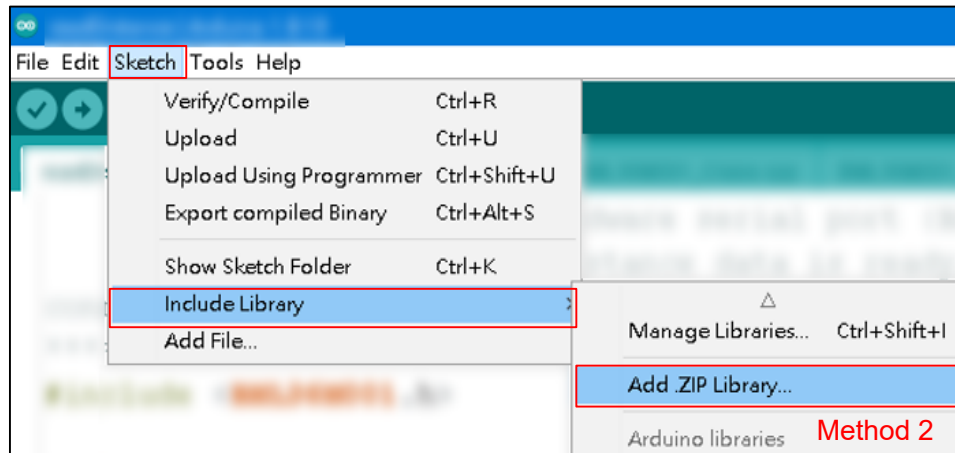 File Edit Sketch Tools Help
Verify/Compile Ctrl+R
Upload Ctrl+U
Upload Using Programmer Ctrl+Shift+U
Export compiled Binary Ctrl+Alt+S
Show Sketch Folder Ctrl+K
Include Library
Add File...
Manage Libraries... Ctrl+Shift+I
Add .ZIP Library...
Arduino libraries
Method 2
#include